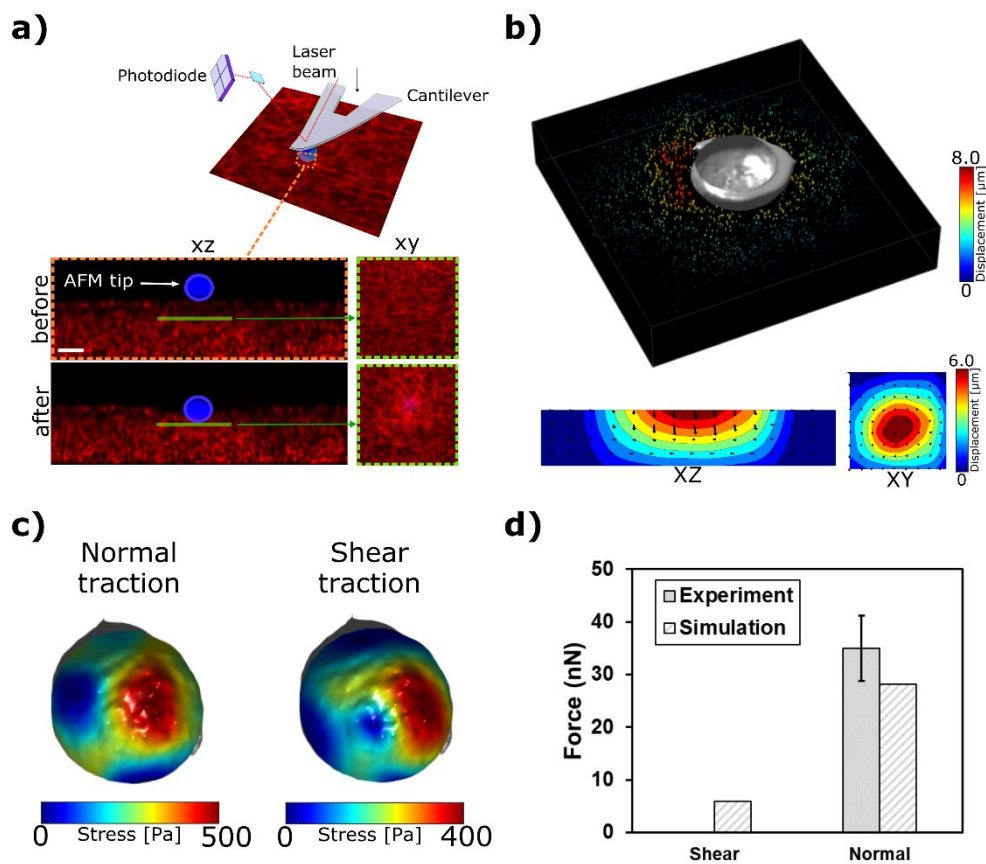 a)
Photodiode
Laser
beam
Cantilever
xz
xy
AFM tip
before
after
b)
8.0
Displacement [µm]
0
6.0
Displacement [µm]
0
XZ
XY
c)
Normal
traction
Shear
traction
0
Stress [Pa]
500
0
Stress [Pa]
400
d)
50
40
30
20
10
0
Force (nN)
Experiment
Simulation
Shear
Normal